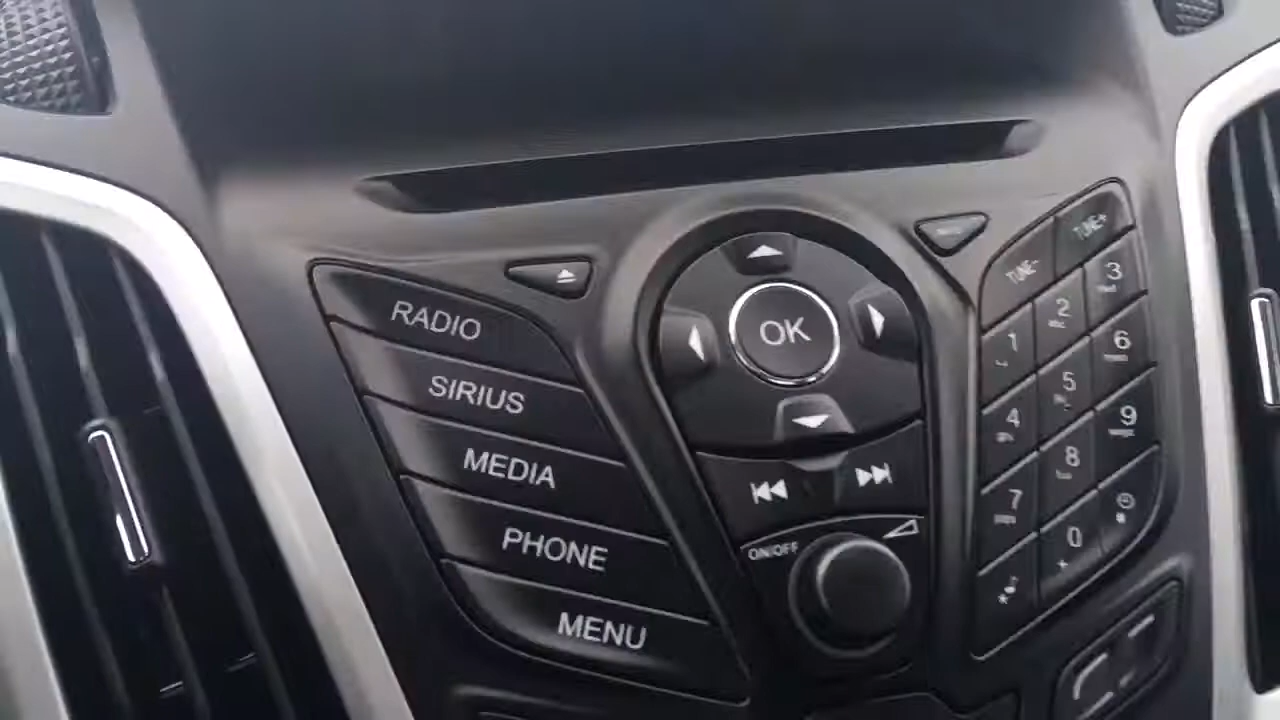 RADIO
SIRIUS
MEDIA
PHONE
MENU
OK
ON/OFF
TUNE-
TUNE+
1
2
abc
3
4
5
6
7
8
9
*
0
+
#